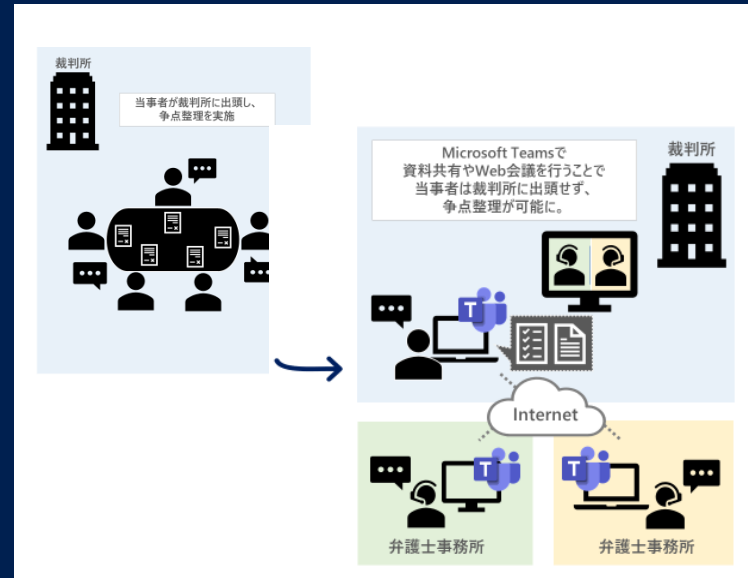 裁判所
当事者が裁判所に出頭し、
争点整理を実施
Microsoft Teamsで
資料共有やWeb会議を行うことで
当事者は裁判所に出頭せず、
争点整理が可能に。
裁判所
T
Internet
T
T
弁護士事務所
弁護士事務所